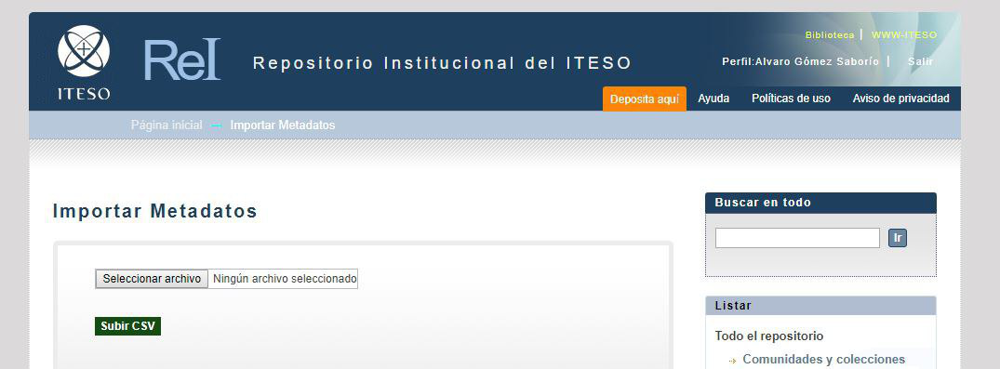 Biblioteca | WWW-ITESO
ITESO
ReI
Repositorio Institucional del ITESO
Perfil:Alvaro Gómez Saborío | Salir
Deposita aquí Ayuda Políticas de uso Aviso de privacidad
Página inicial → Importar Metadatos
Importar Metadatos
Seleccionar archivo Ningún archivo seleccionado
Subir CSV
Buscar en todo
Ir
Listar
Todo el repositorio
Comunidades y colecciones